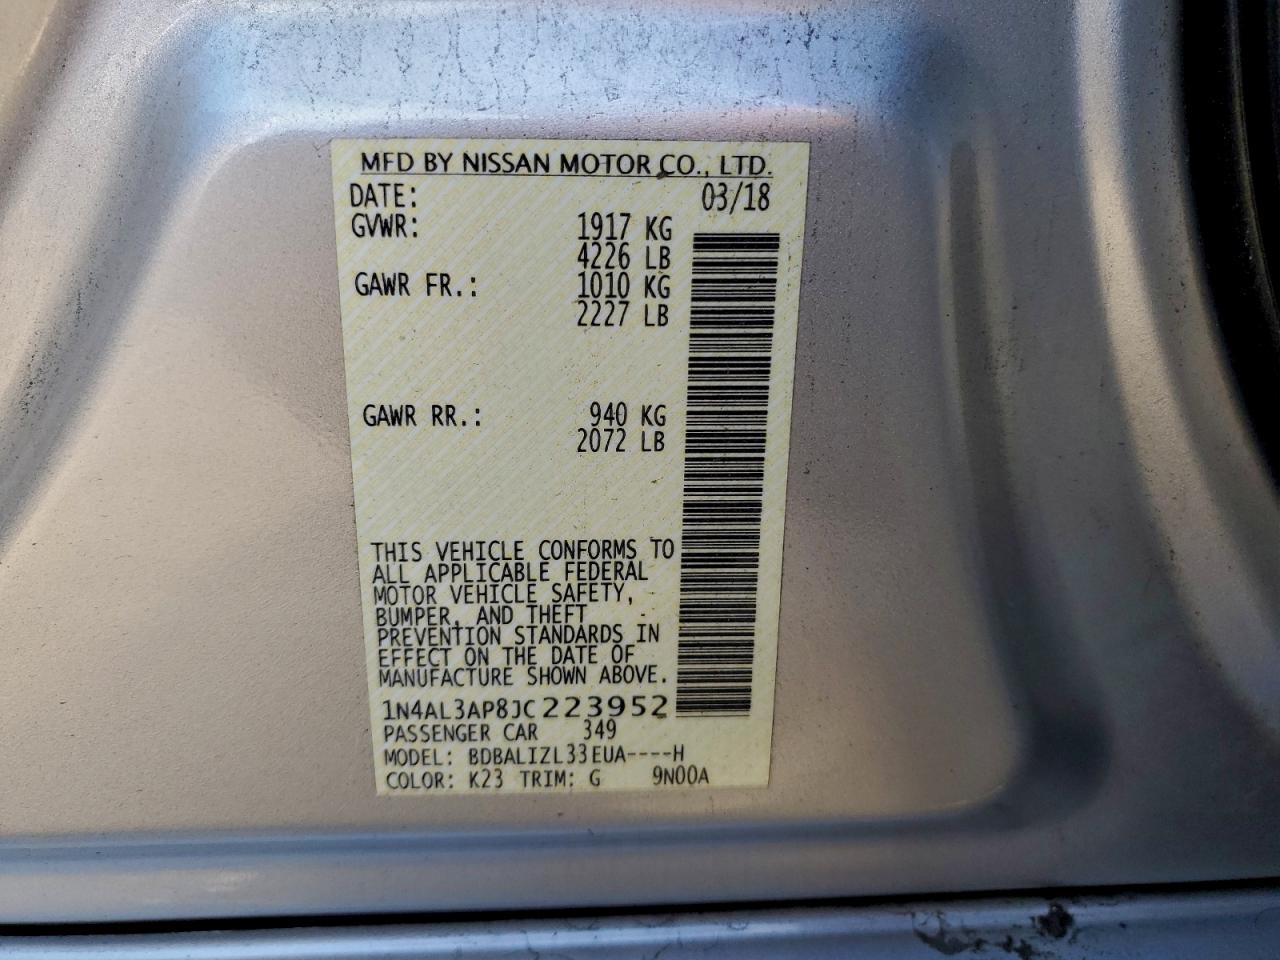 MFD BY NISSAN MOTOR CO., LTD.
DATE: 03/18
GVWR: 1917 KG
4226 LB
GAWR FR.: 1010 KG
2227 LB
GAWR RR.: 940 KG
2072 LB
THIS VEHICLE CONFORMS TO
ALL APPLICABLE FEDERAL
MOTOR VEHICLE SAFETY,
BUMPER, AND THEFT
PREVENTION STANDARDS IN
EFFECT ON THE DATE OF
MANUFACTURE SHOWN ABOVE.
1N4AL3AP8JC223952
PASSENGER CAR 349
MODEL: BDBALIZL33EUA----H
COLOR: K23 TRIM: G 9N00A